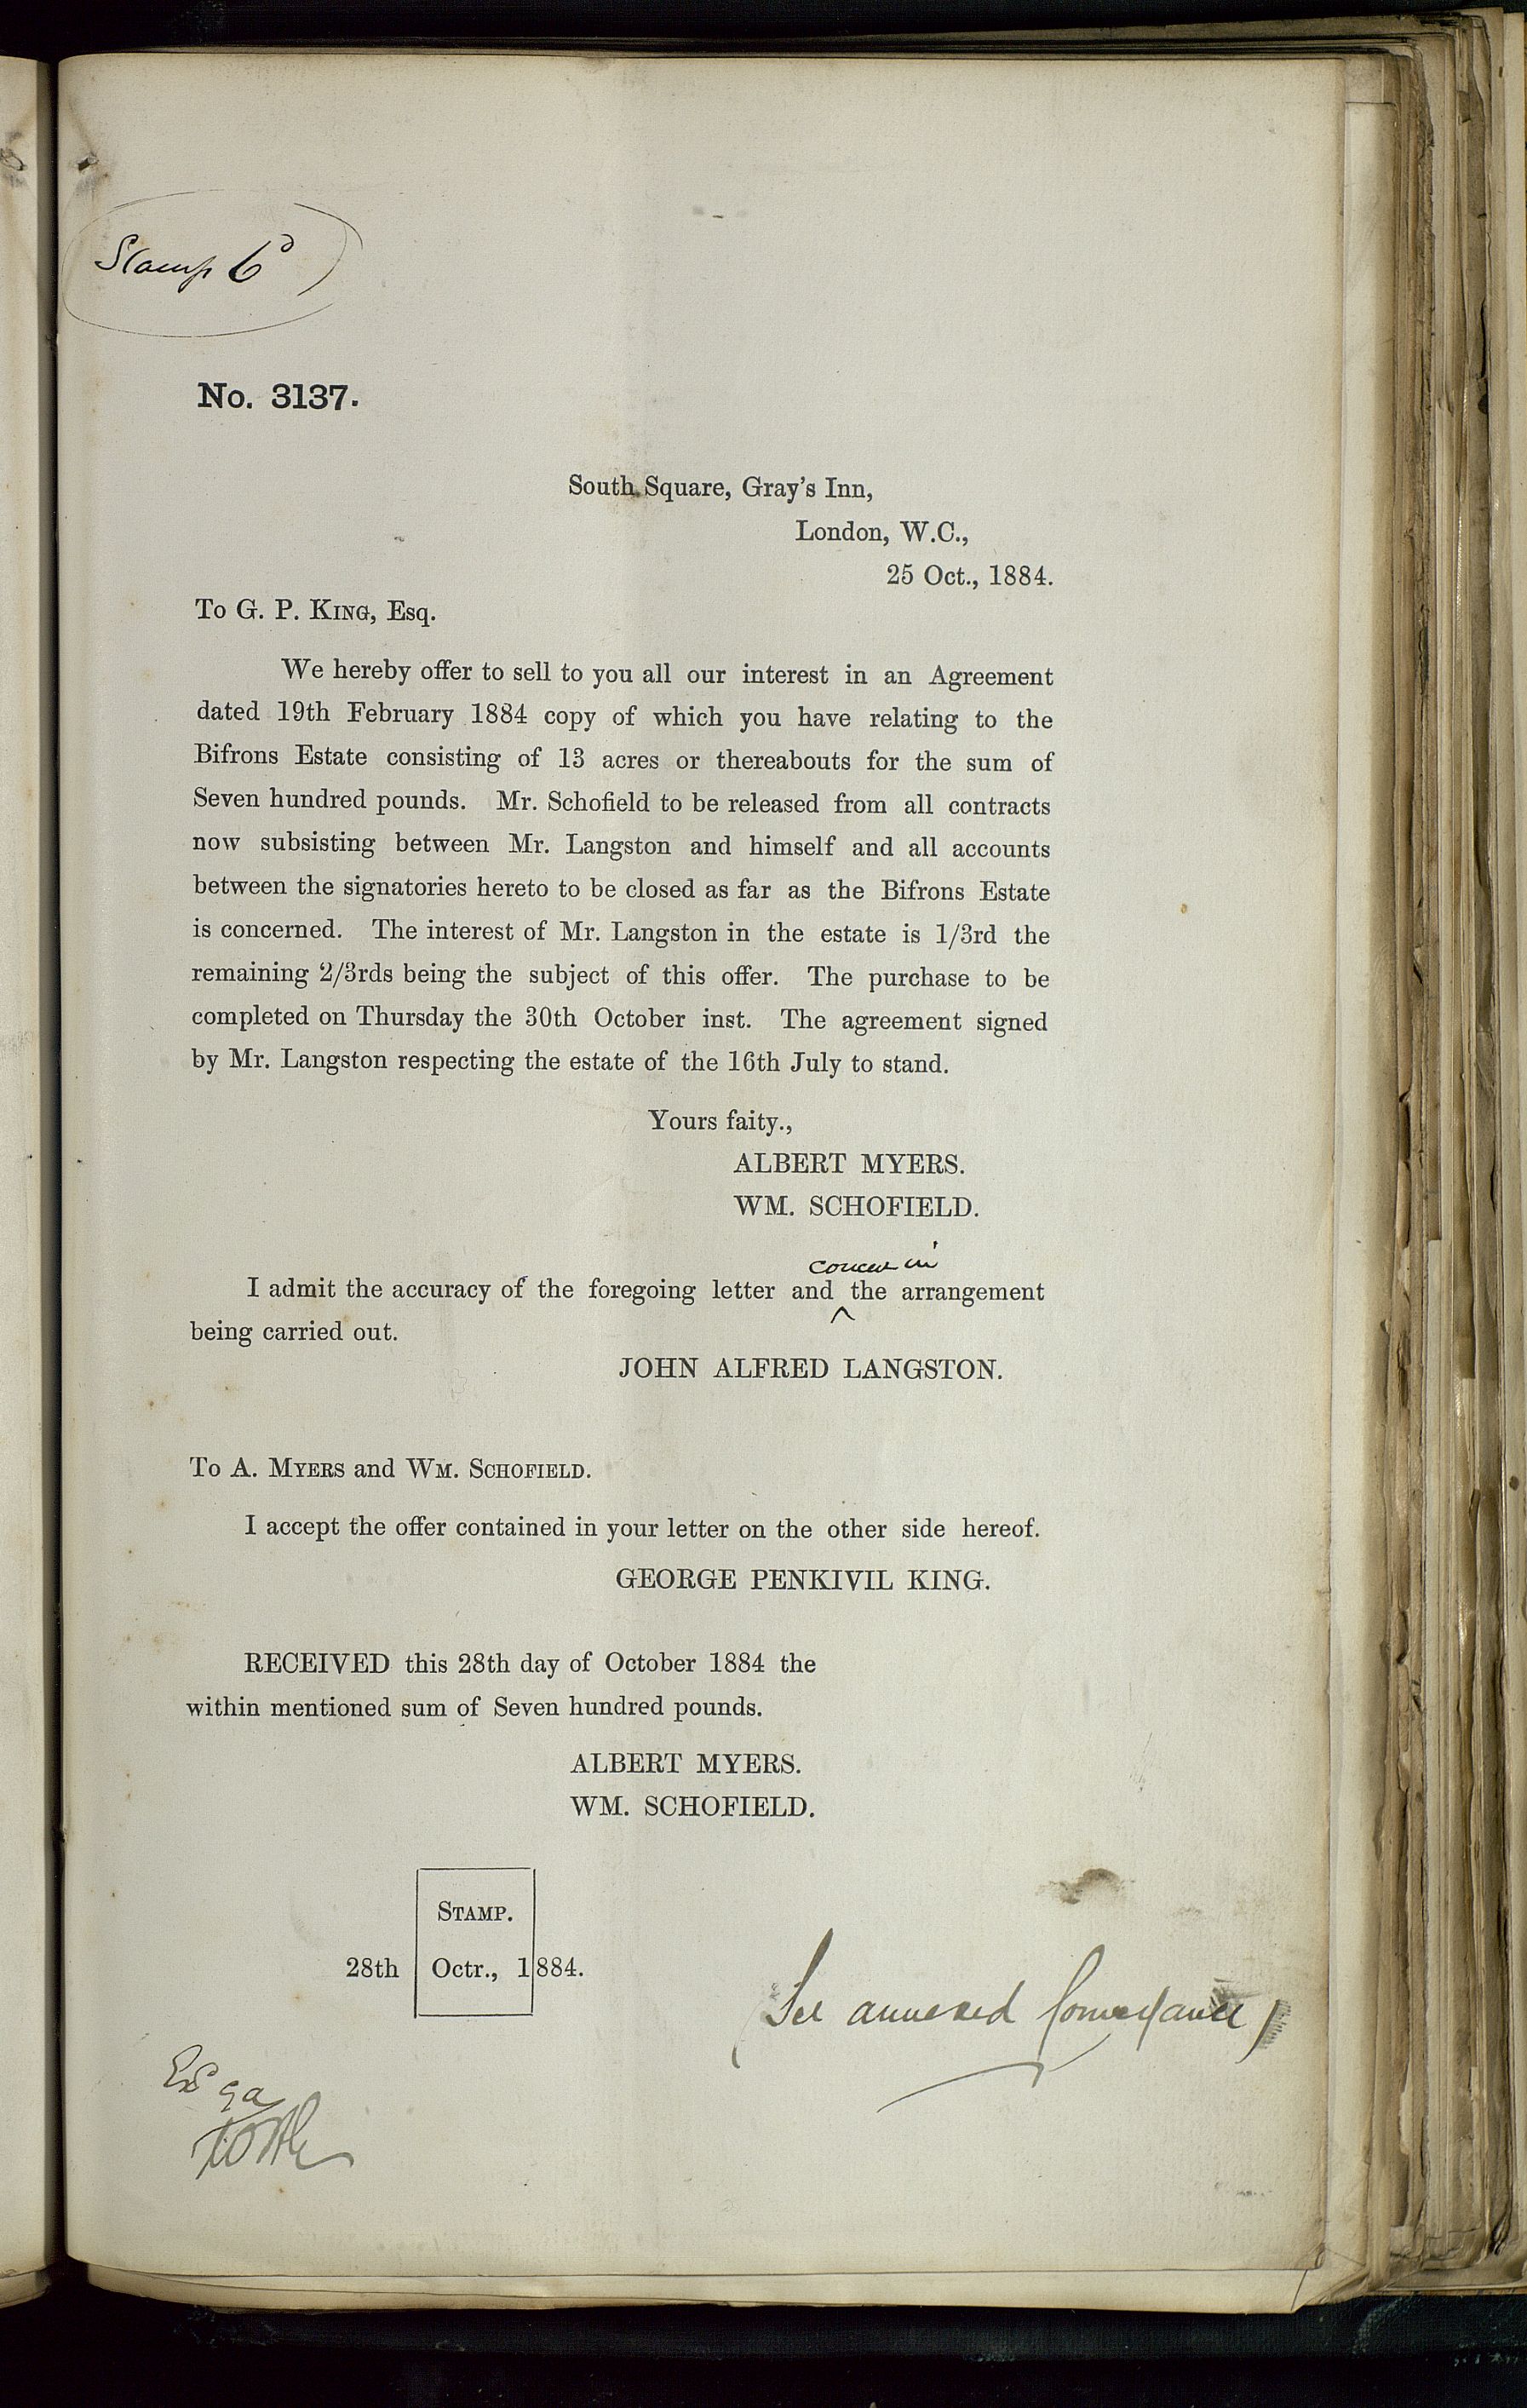 Stamp 6d
No. 3137.
South Square, Gray's Inn,
London, W.C.,
25 Oct., 1884.
To G. P. KING, Esq.
We hereby offer to sell to you all our interest in an Agreement
dated 19th February 1884 copy of which you have relating to the
Bifrons Estate consisting of 13 acres or thereabouts for the sum of
Seven hundred pounds. Mr. Schofield to be released from all contracts
now subsisting between Mr. Langston and himself and all accounts
between the signatories hereto to be closed as far as the Bifrons Estate
is concerned. The interest of Mr. Langston in the estate is 1/3rd the
remaining 2/3rds being the subject of this offer. The purchase to be
completed on Thursday the 30th October inst. The agreement signed
by Mr. Langston respecting the estate of the 16th July to stand.
Yours faity.,
ALBERT MYERS.
WM. SCHOFIELD.
concur in
I admit the accuracy of the foregoing letter and ^ the arrangement
being carried out.
JOHN ALFRED LANGSTON.
To A. MYERS and WM. SCHOFIELD.
I accept the offer contained in your letter on the other side hereof.
GEORGE PENKIVIL KING.
RECEIVED this 28th day of October 1884 the
within mentioned sum of Seven hundred pounds.
ALBERT MYERS.
WM. SCHOFIELD.
STAMP.
28th Octr., 1884.
(See annexed Conveyance)